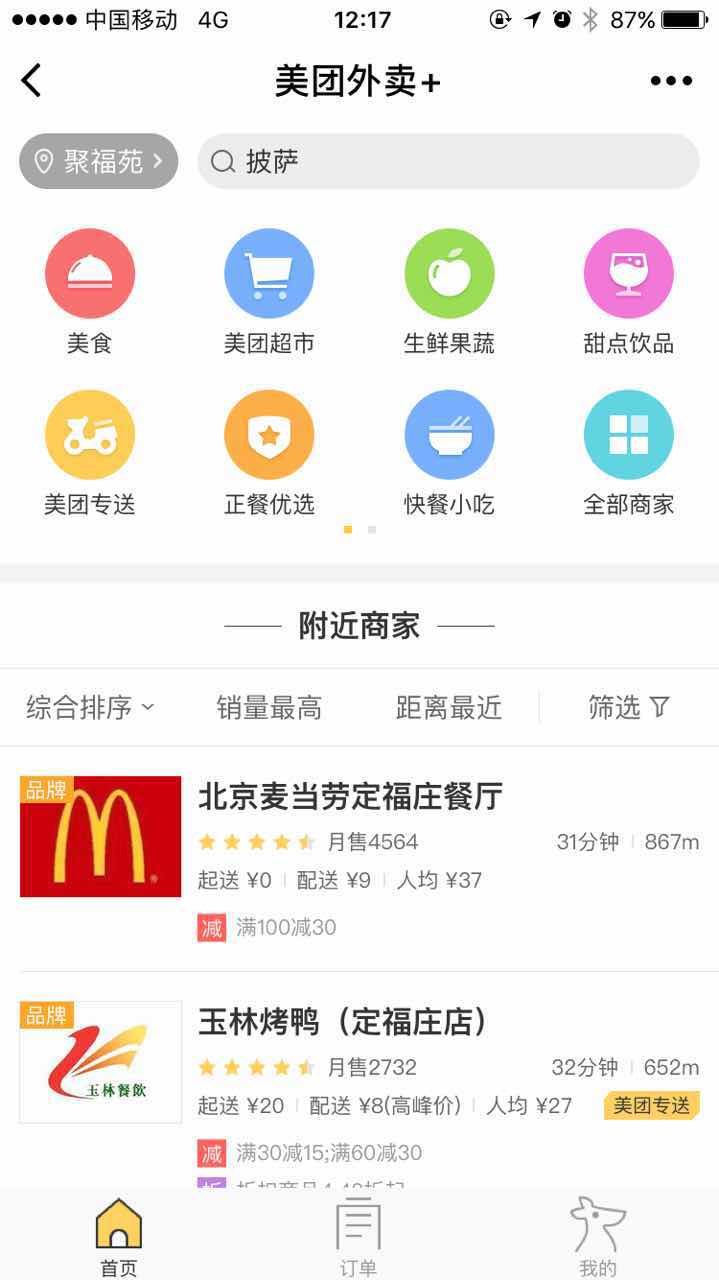 中国移动 4G 12:17 87%
美团外卖+
聚福苑 披萨
美食 美团超市 生鲜果蔬 甜点饮品
美团专送 正餐优选 快餐小吃 全部商家
附近商家
综合排序 销量最高 距离最近 筛选
品牌 北京麦当劳定福庄餐厅
月售4564 31分钟 867m
起送 ¥0 配送 ¥9 人均 ¥37
减 满100减30
品牌 玉林烤鸭（定福庄店）
玉林餐飲 月售2732 32分钟 652m
起送 ¥20 配送 ¥8(高峰价) 人均 ¥27 美团专送
减 满30减15;满60减30
首页 订单 我的